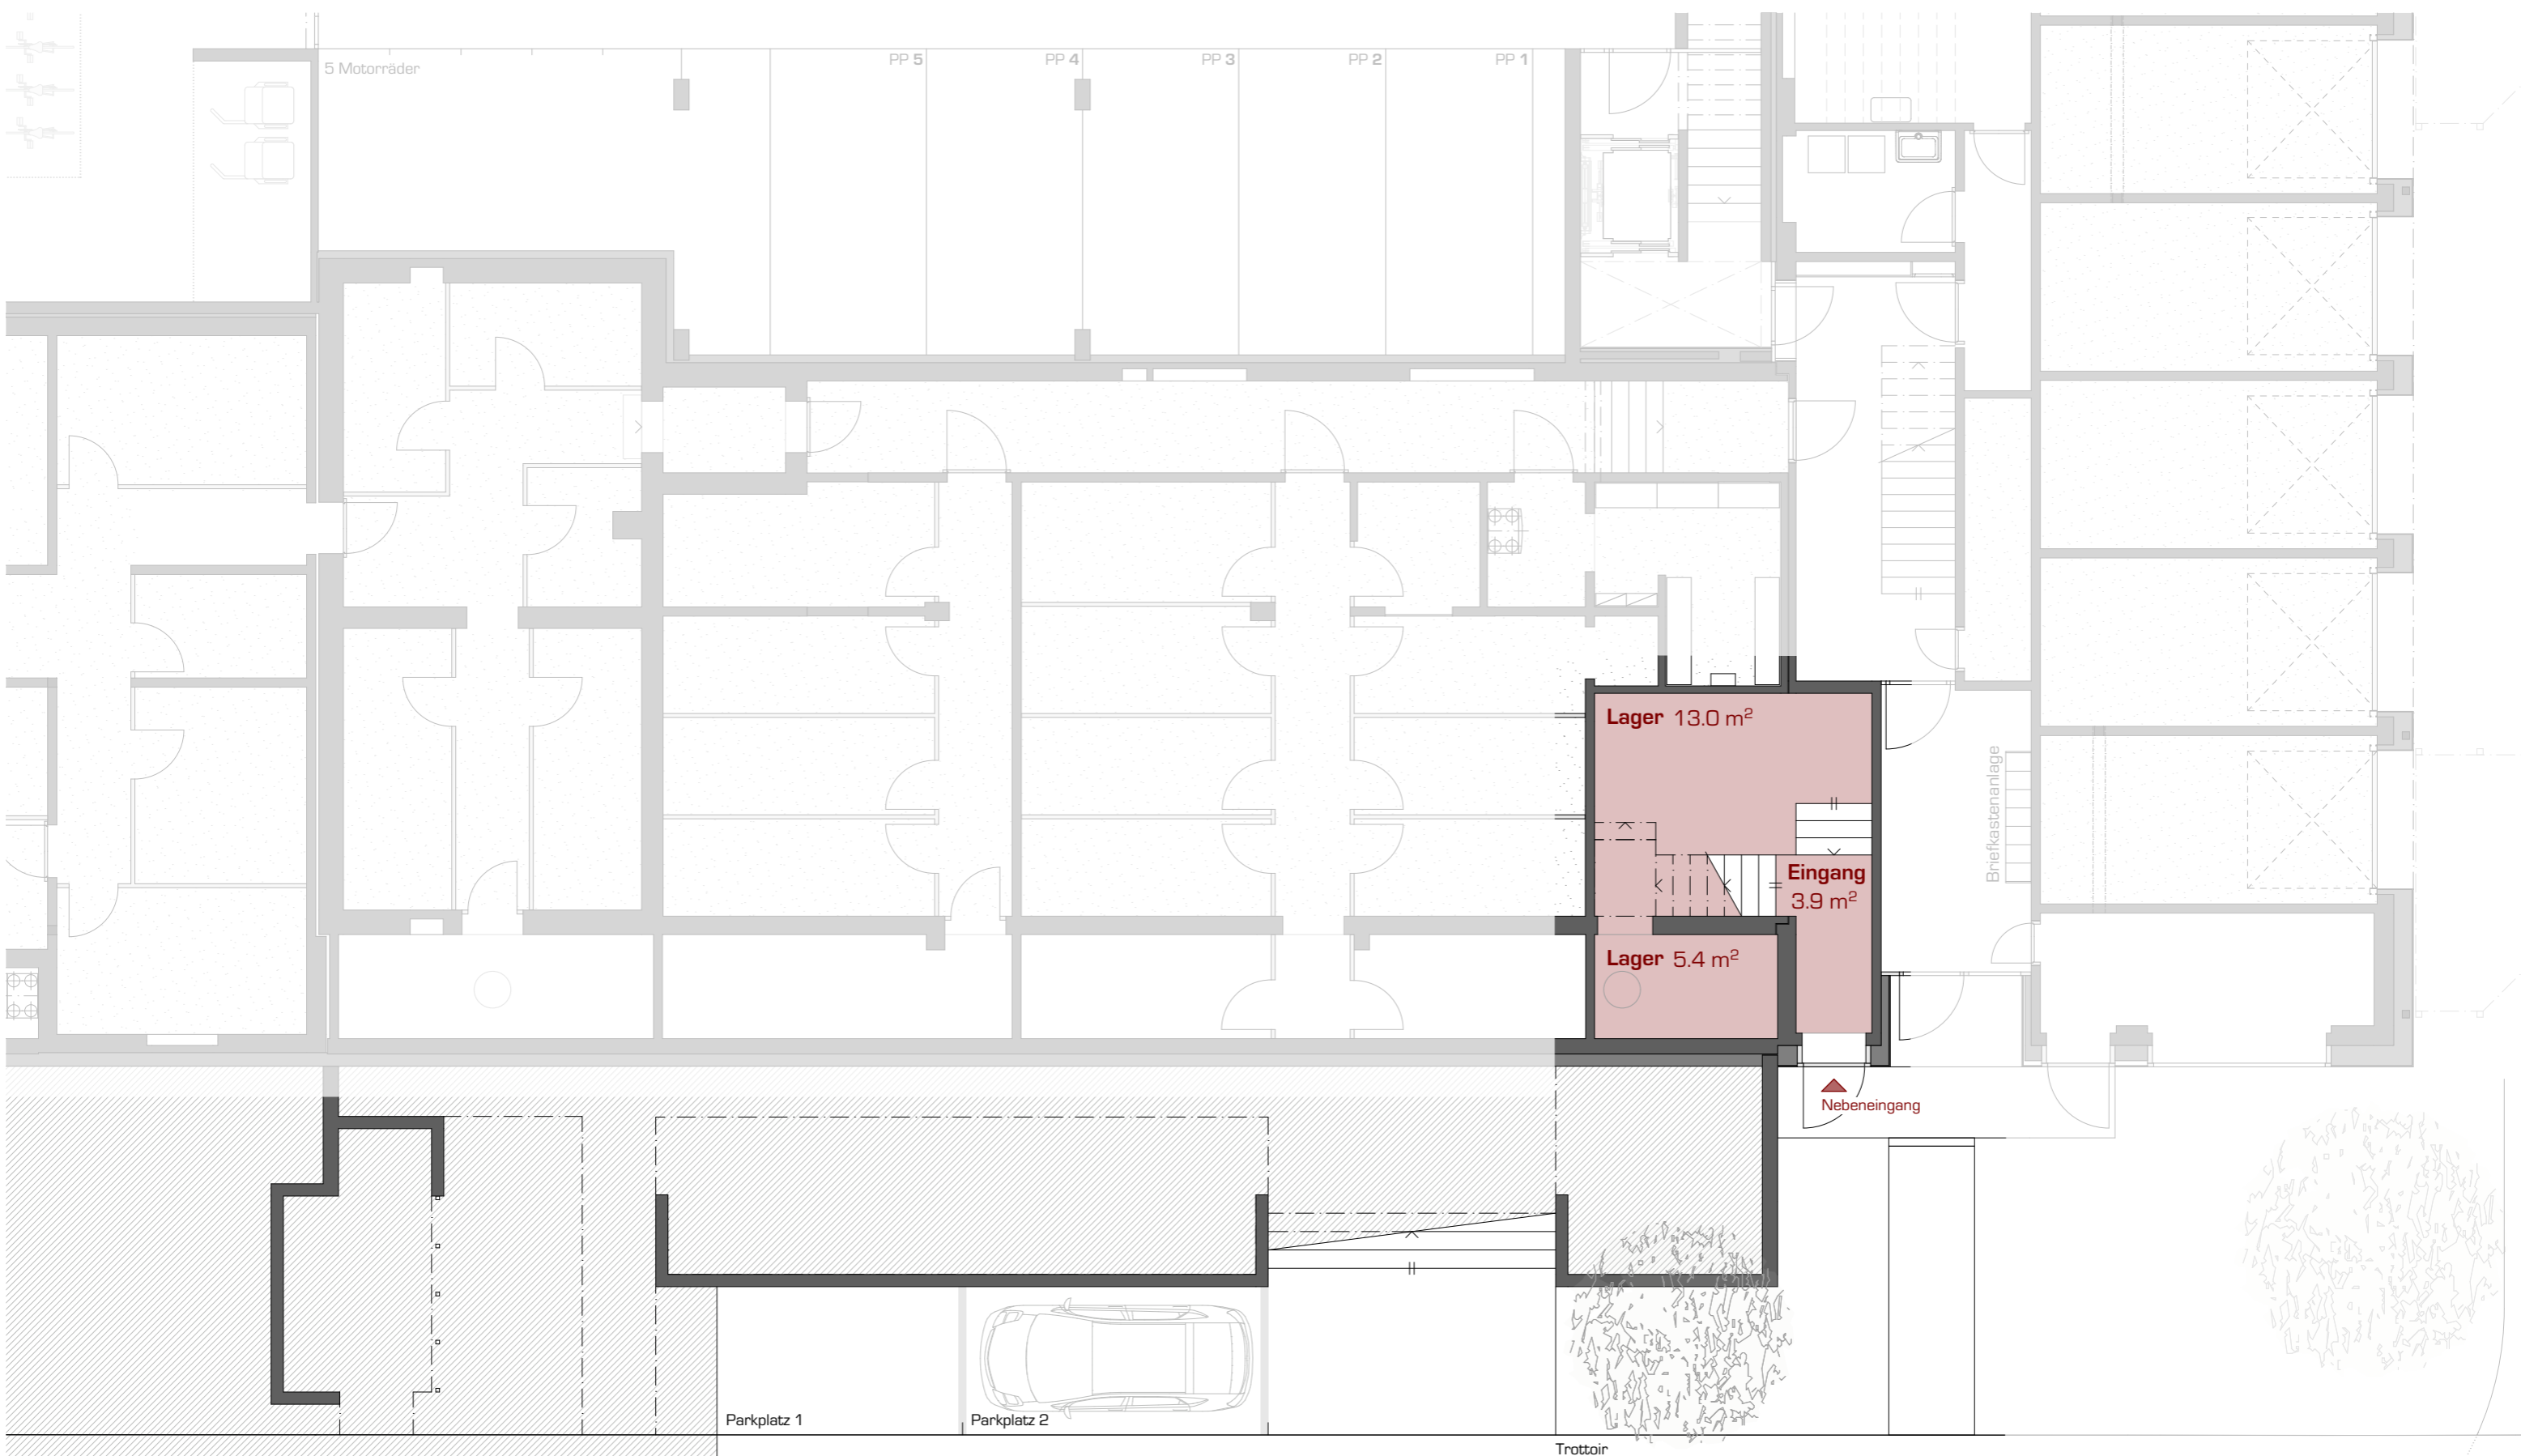 5 Motorräder
PP 5
PP 4
PP 3
PP 2
PP 1
Lager 13.0 m²
Briefkastenanlage
Eingang
3.9 m²
Lager 5.4 m²
Nebeneingang
Parkplatz 1
Parkplatz 2
Trottoir